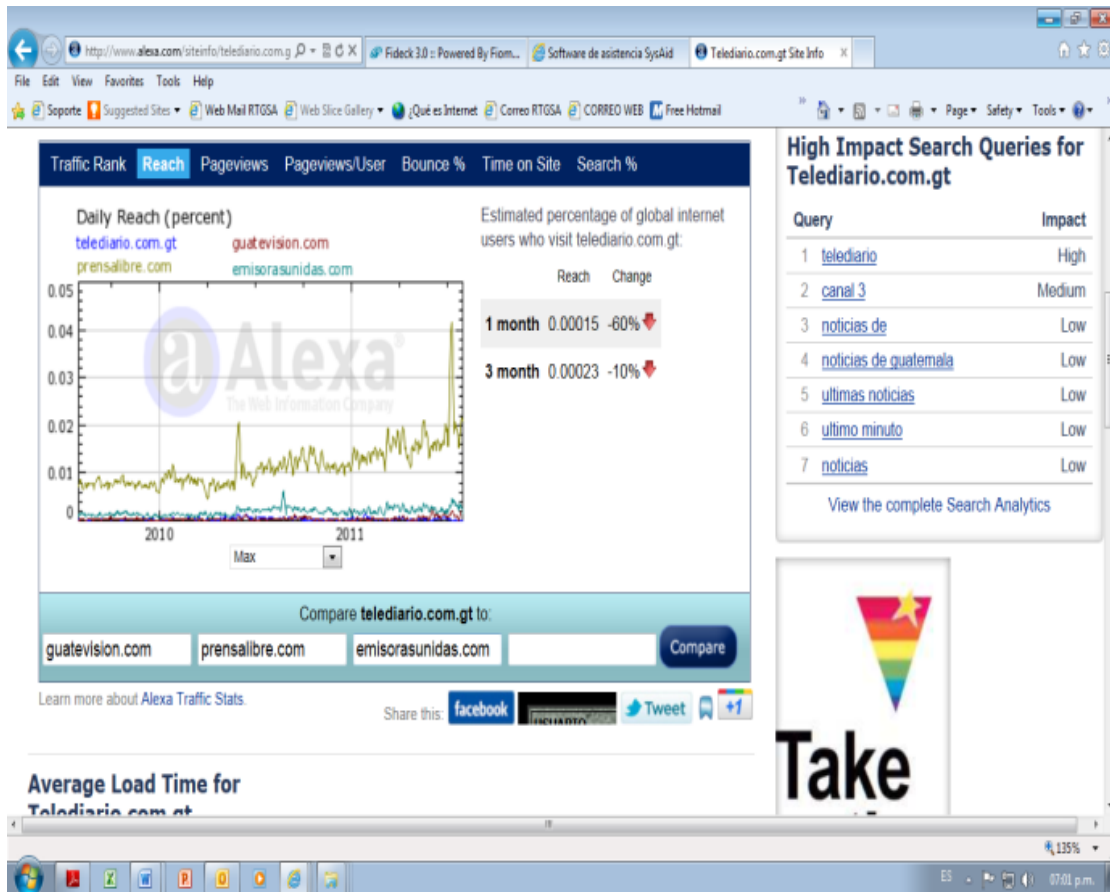 http://www.alexa.com/siteinfo/telediario.com.g
Fideck 3.0 :: Powered By Fiom...
Software de asistencia SysAid
Telediario.com.gt Site Info
File Edit View Favorites Tools Help
Soporte Suggested Sites Web Mail RTGSA Web Slice Gallery ¿Qué es Internet Correo RTGSA CORREO WEB Free Hotmail
Page Safety Tools
Traffic Rank Reach Pageviews Pageviews/User Bounce % Time on Site Search %
Daily Reach (percent)
telediario.com.gt guatevision.com
prensalibre.com emisorasunidas.com
0.05
0.04
0.03
0.02
0.01
0
2010 2011
Alexa®
The Web Information Company
Max
Estimated percentage of global internet
users who visit telediario.com.gt:
Reach Change
1 month 0.00015 -60%
3 month 0.00023 -10%
Compare telediario.com.gt to:
guatevision.com prensalibre.com emisorasunidas.com Compare
Learn more about Alexa Traffic Stats.
Share this: facebook USUARIO Tweet +1
Average Load Time for
Telediario.com.gt
High Impact Search Queries for
Telediario.com.gt
Query Impact
1 telediario High
2 canal 3 Medium
3 noticias de Low
4 noticias de guatemala Low
5 ultimas noticias Low
6 ultimo minuto Low
7 noticias Low
View the complete Search Analytics
Take
135%
ES 07:01 p.m.